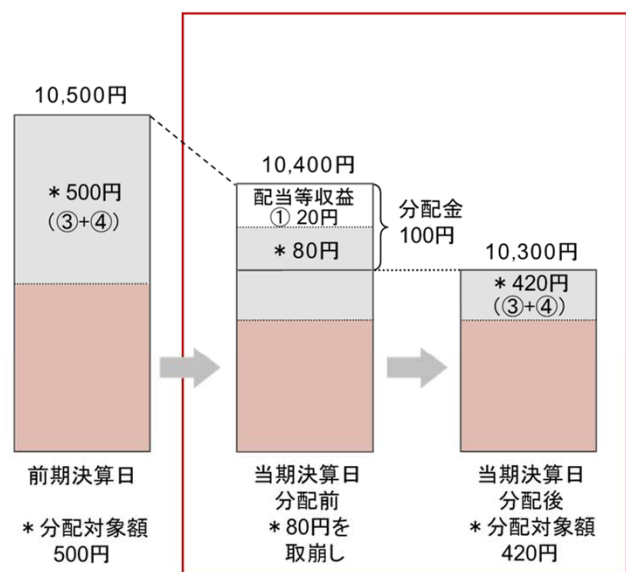 10,500円
＊500円
(③+④)
前期決算日
＊分配対象額
500円
10,400円
配当等収益
① 20円
＊80円
分配金
100円
当期決算日
分配前
＊80円を
取崩し
10,300円
＊420円
(③+④)
当期決算日
分配後
＊分配対象額
420円